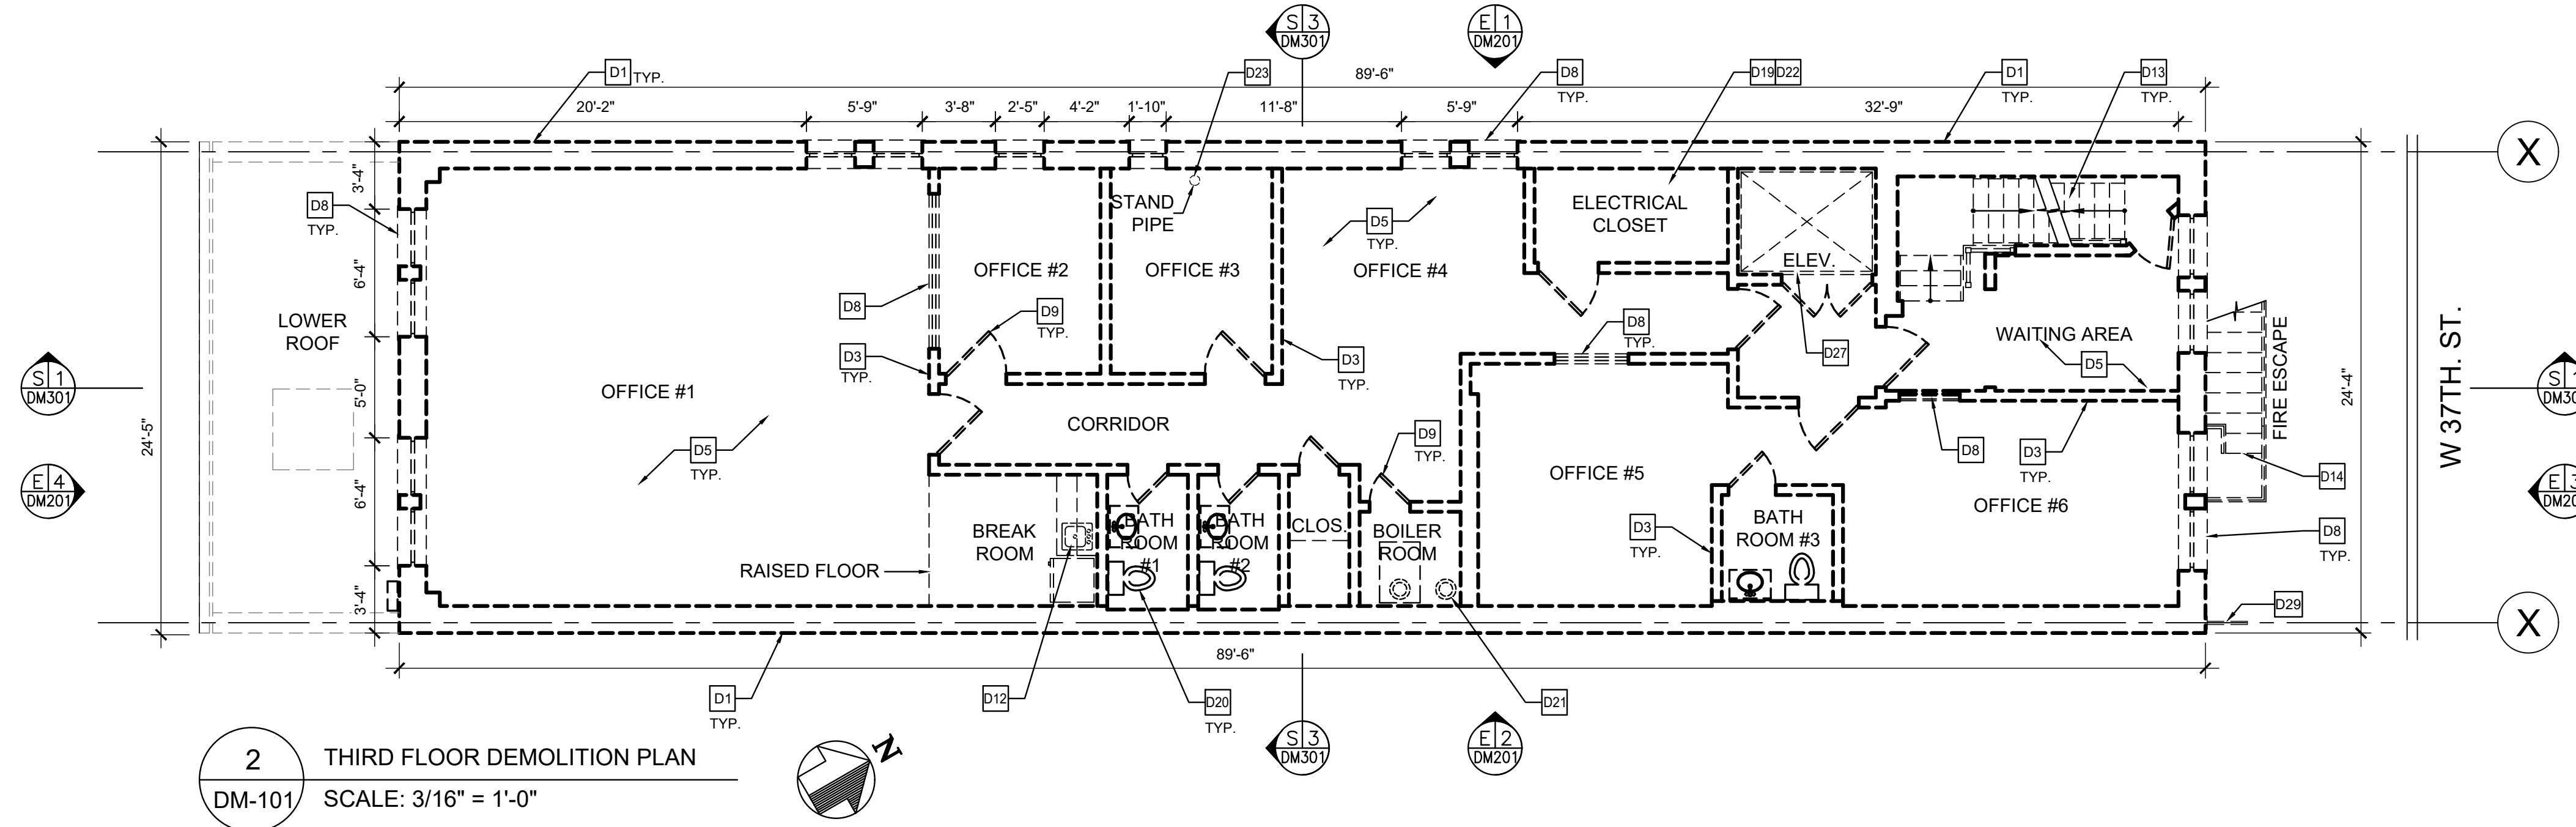 S 3
DM301
E 1
DM201
D1 TYP.
D23
89'-6"
D8
TYP.
D19 D22
D1
TYP.
D13
TYP.
20'-2"
5'-9"
3'-8"
2'-5"
4'-2"
1'-10"
11'-8"
5'-9"
32'-9"
X
3'-4"
D8
TYP.
STAND
PIPE
D5
TYP.
ELECTRICAL
CLOSET
ELEV.
OFFICE #2
OFFICE #3
OFFICE #4
6'-4"
D8
D9
TYP.
D8
TYP.
LOWER
ROOF
WAITING AREA
D27
D5
D3
TYP.
D3
TYP.
FIRE ESCAPE
W 37TH. ST.
24'-4"
S 1
DM301
24'-5"
5'-0"
OFFICE #1
CORRIDOR
S 1
D5
TYP.
D9
TYP.
D8
D3
TYP.
E 4
DM201
6'-4"
OFFICE #5
OFFICE #6
D14
E 3
BREAK
ROOM
BATH
ROOM
#1
BATH
ROOM
#2
CLOS.
BOILER
ROOM
D3
TYP.
BATH
ROOM #3
D8
TYP.
RAISED FLOOR
3'-4"
D29
X
89'-6"
D1
TYP.
D12
D20
TYP.
D21
S 3
DM301
E 2
DM201
2
DM-101
THIRD FLOOR DEMOLITION PLAN
SCALE: 3/16" = 1'-0"
N